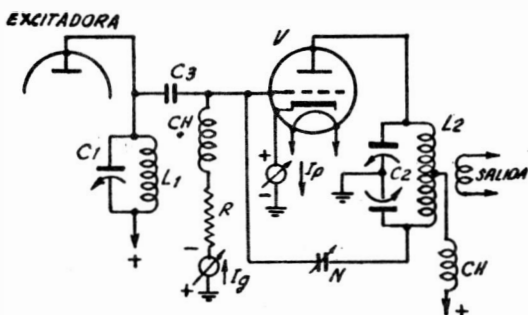 EXCITADORA
V
C3
L2
CH
C1
L1
+
C2
SALIDA
Ip
-
R
-
N
CH
+
Ig
+
+